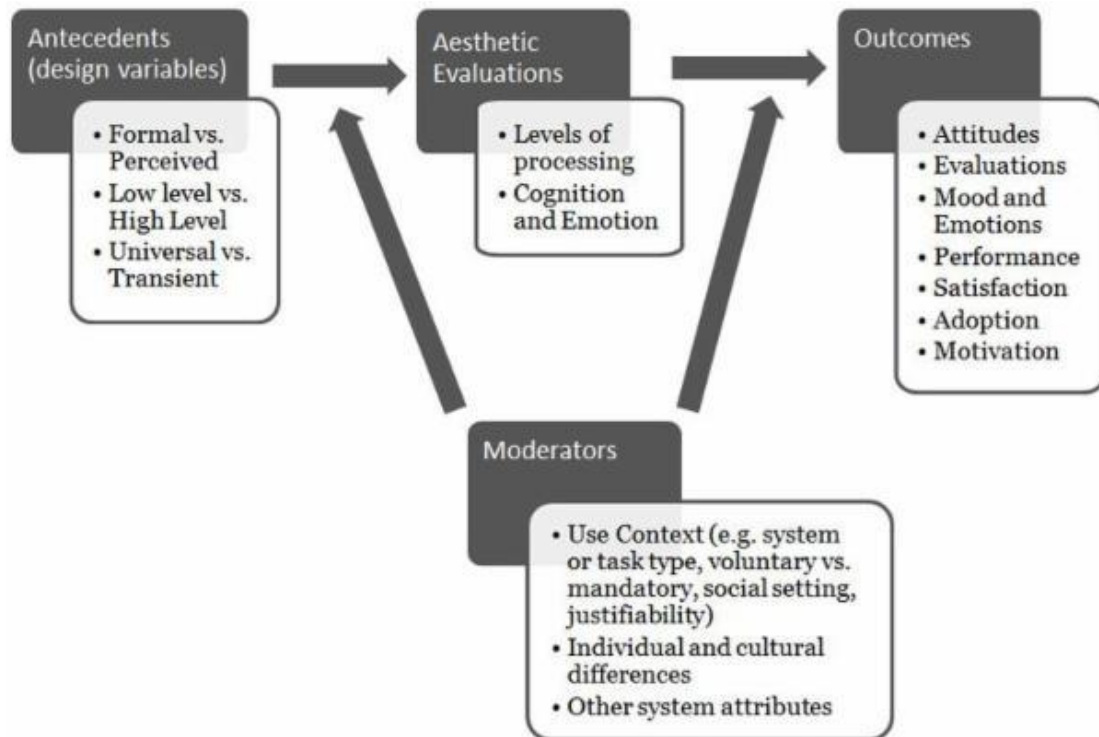 Antecedents
(design variables)
• Formal vs.
Perceived
• Low level vs.
High Level
• Universal vs.
Transient
Aesthetic
Evaluations
• Levels of
processing
• Cognition
and Emotion
Outcomes
• Attitudes
• Evaluations
• Mood and
Emotions
• Performance
• Satisfaction
• Adoption
• Motivation
Moderators
• Use Context (e.g. system
or task type, voluntary vs.
mandatory, social setting,
justifiability)
• Individual and cultural
differences
• Other system attributes